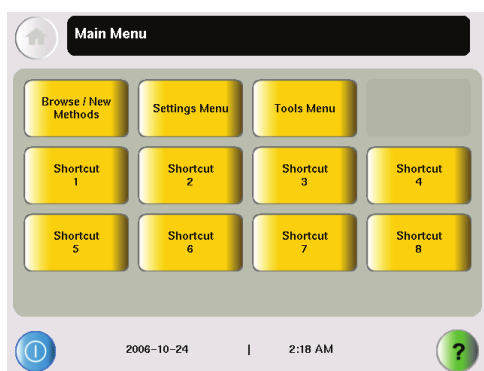 Main Menu
Browse / New
Methods
Settings Menu
Tools Menu
Shortcut
1
Shortcut
2
Shortcut
3
Shortcut
4
Shortcut
5
Shortcut
6
Shortcut
7
Shortcut
8
2006-10-24 | 2:18 AM
?